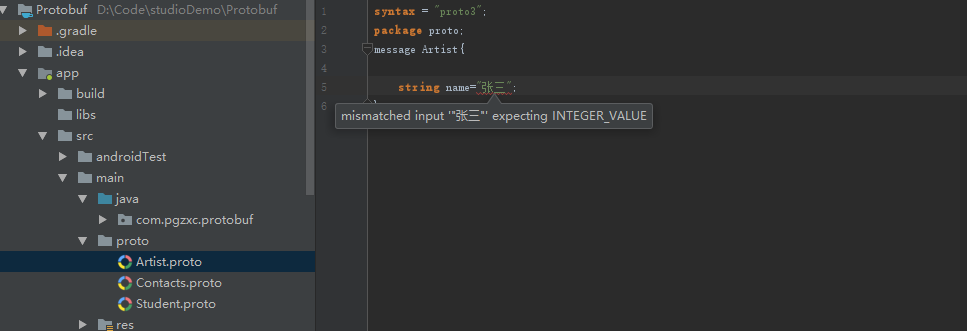 Protobuf D:\Code\studioDemo\Protobuf
.gradle
.idea
app
build
libs
src
androidTest
main
java
com.pgzxc.protobuf
proto
Artist.proto
Contacts.proto
Student.proto
res
1 syntax = "proto3";
2 package proto;
3 message Artist{
4
5 string name="张三";
6 }
mismatched input '"张三"' expecting INTEGER_VALUE